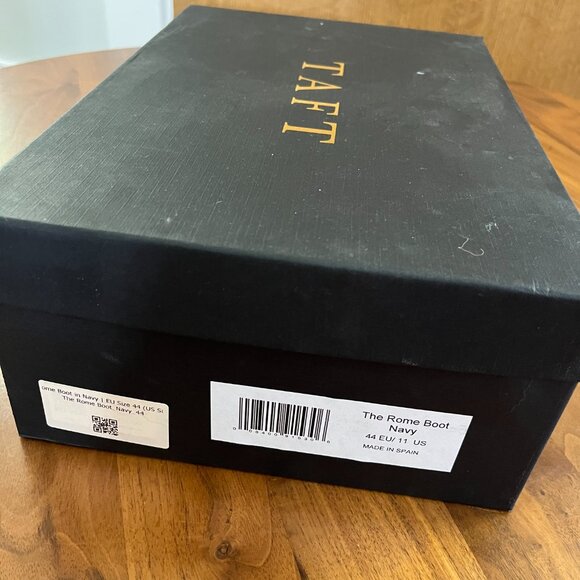 TAFT
ome Boot in Navy | EU Size 44 (US Si
The Rome Boot, Navy, 44
The Rome Boot
Navy
44 EU/ 11 US
MADE IN SPAIN